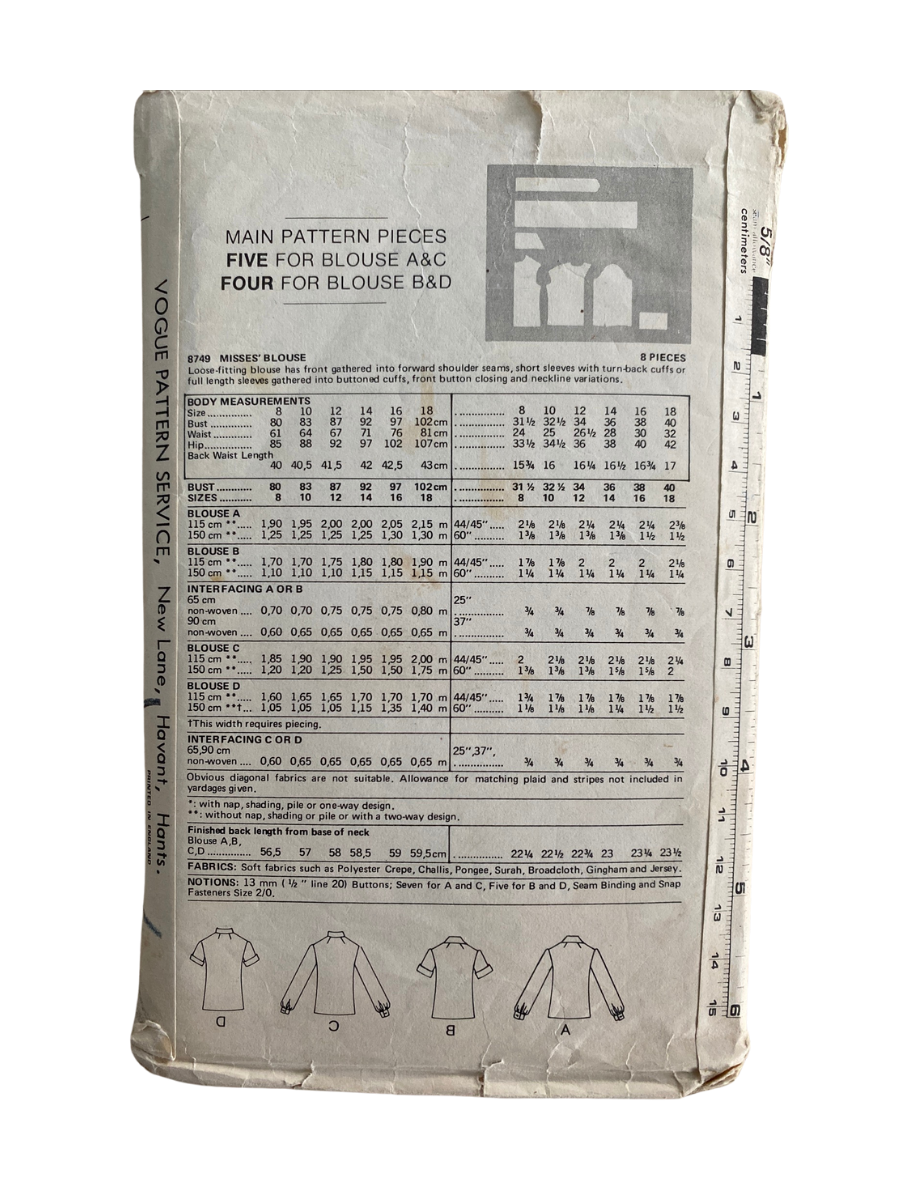 MAIN PATTERN PIECES
FIVE FOR BLOUSE A&C
FOUR FOR BLOUSE B&D
8749 MISSES' BLOUSE 8 PIECES
Loose-fitting blouse has front gathered into forward shoulder seams, short sleeves with turn-back cuffs or
full length sleeves gathered into buttoned cuffs, front button closing and neckline variations.
BODY MEASUREMENTS
Size .............. 8 10 12 14 16 18 ............... 8 10 12 14 16 18
Bust .............. 80 83 87 92 97 102cm ............... 31½ 32½ 34 36 38 40
Waist ............. 61 64 67 71 76 81cm ............... 24 25 26½ 28 30 32
Hip................ 85 88 92 97 102 107cm ............... 33½ 34½ 36 38 40 42
Back Waist Length
40 40,5 41,5 42 42,5 43cm ............... 15¾ 16 16¼ 16½ 16¾ 17
BUST ........... 80 83 87 92 97 102cm ............... 31½ 32½ 34 36 38 40
SIZES .......... 8 10 12 14 16 18 ............... 8 10 12 14 16 18
BLOUSE A
115 cm **..... 1,90 1,95 2,00 2,00 2,05 2,15 m 44/45" ..... 2⅛ 2⅛ 2¼ 2¼ 2¼ 2⅜
150 cm **..... 1,25 1,25 1,25 1,25 1,30 1,30 m 60" .......... 1⅜ 1⅜ 1⅜ 1⅜ 1½ 1½
BLOUSE B
115 cm **..... 1,70 1,70 1,75 1,80 1,80 1,90 m 44/45" ..... 1⅞ 1⅞ 2 2 2 2⅛
150 cm **..... 1,10 1,10 1,10 1,15 1,15 1,15 m 60" .......... 1¼ 1¼ 1¼ 1¼ 1¼ 1¼
INTERFACING A OR B
65 cm 25"
non-woven .... 0,70 0,70 0,75 0,75 0,75 0,80 m ............... ¾ ¾ ⅞ ⅞ ⅞ ⅞
90 cm 37"
non-woven .... 0,60 0,65 0,65 0,65 0,65 0,65 m ............... ¾ ¾ ¾ ¾ ¾ ¾
BLOUSE C
115 cm **..... 1,85 1,90 1,90 1,95 1,95 2,00 m 44/45" ..... 2 2⅛ 2⅛ 2⅛ 2⅛ 2¼
150 cm **..... 1,20 1,20 1,25 1,50 1,50 1,75 m 60" .......... 1⅜ 1⅜ 1⅜ 1⅝ 1⅝ 2
BLOUSE D
115 cm **..... 1,60 1,65 1,65 1,70 1,70 1,70 m 44/45" ..... 1¾ 1⅞ 1⅞ 1⅞ 1⅞ 1⅞
150 cm **†... 1,05 1,05 1,05 1,15 1,35 1,40 m 60" .......... 1⅛ 1⅛ 1⅛ 1¼ 1½ 1½
†This width requires piecing.
INTERFACING C OR D
65,90 cm 25",37",
non-woven .... 0,60 0,65 0,65 0,65 0,65 0,65 m ............... ¾ ¾ ¾ ¾ ¾ ¾
Obvious diagonal fabrics are not suitable. Allowance for matching plaid and stripes not included in
yardages given.
*: with nap, shading, pile or one-way design.
**: without nap, shading or pile or with a two-way design.
Finished back length from base of neck
Blouse A,B,
C,D .............. 56,5 57 58 58,5 59 59,5cm ............... 22¼ 22½ 22¾ 23 23¼ 23½
FABRICS: Soft fabrics such as Polyester Crepe, Challis, Pongee, Surah, Broadcloth, Gingham and Jersey.
NOTIONS: 13 mm (½" line 20) Buttons; Seven for A and C, Five for B and D, Seam Binding and Snap
Fasteners Size 2/0.
D C B A
VOGUE PATTERN SERVICE, New Lane, Havant, Hants.
PRINTED IN ENGLAND
5/8"
seam allowance
centimeters
1 2 3 4 5 6 7 8 9 10 11 12 13 14 15
1 2 3 4 5 6